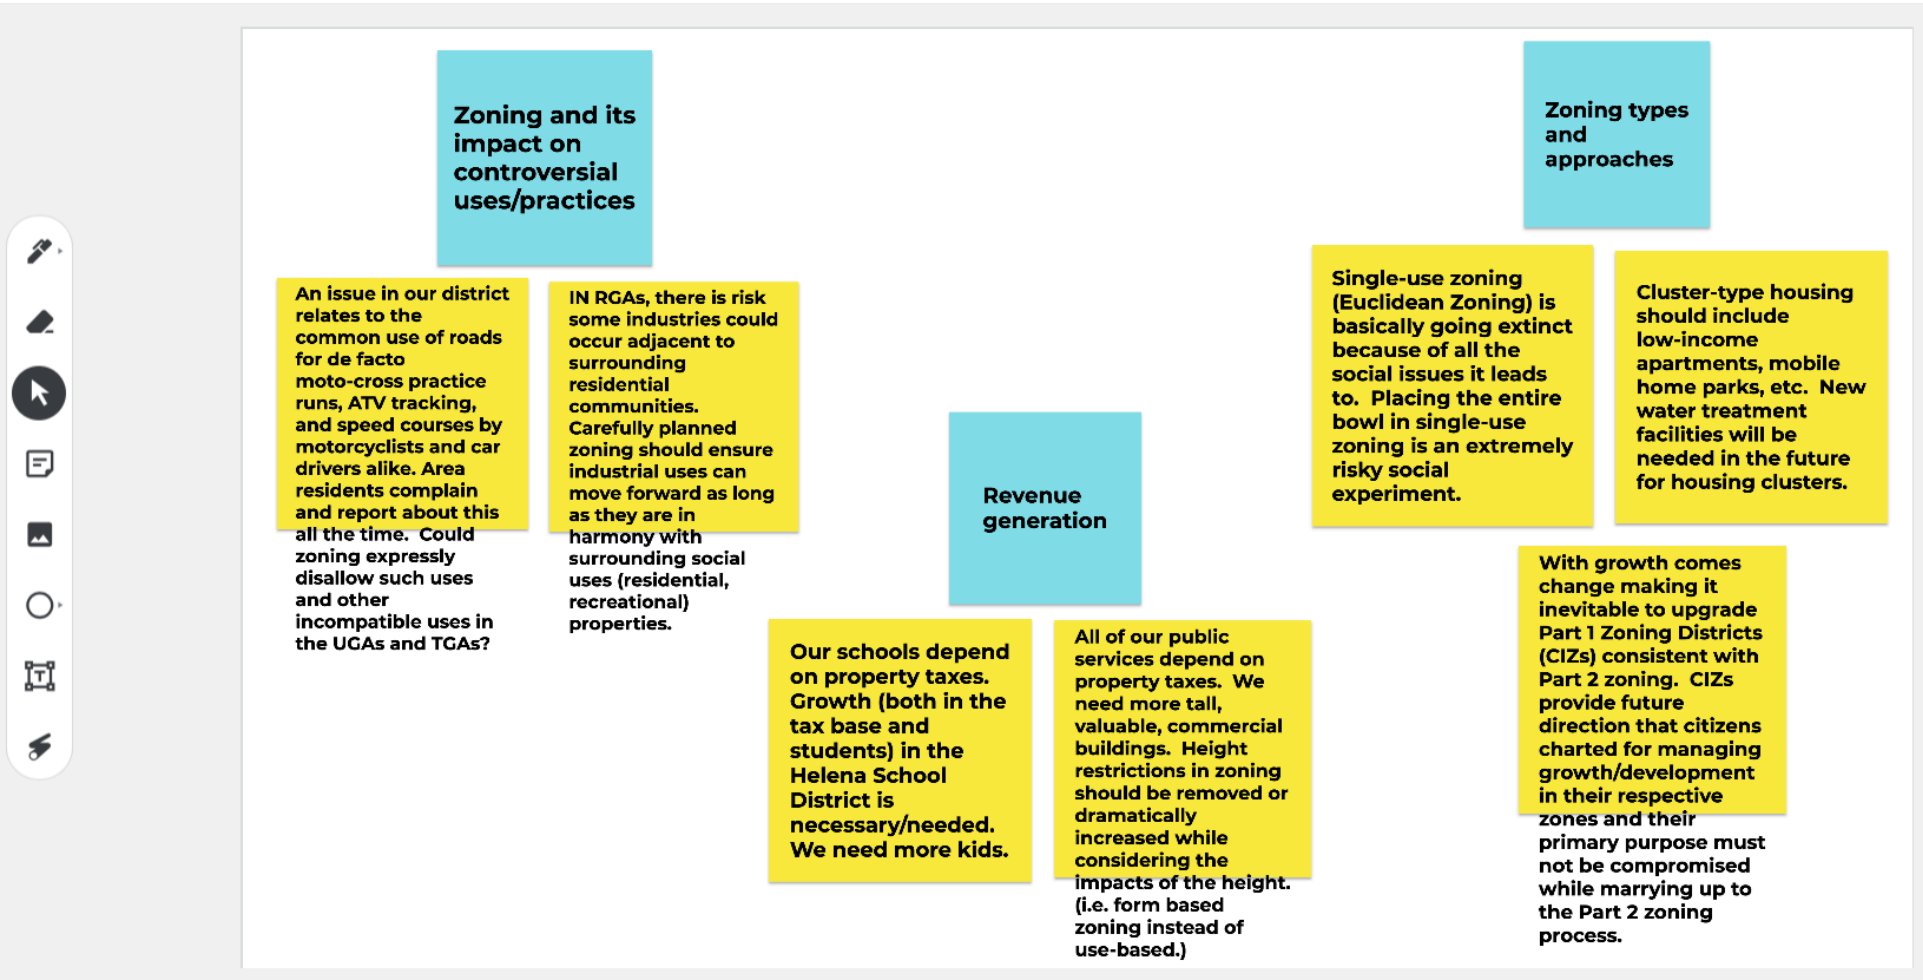 Zoning and its
impact on
controversial
uses/practices
An issue in our district
relates to the
common use of roads
for de facto
moto-cross practice
runs, ATV tracking,
and speed courses by
motorcyclists and car
drivers alike. Area
residents complain
and report about this
all the time.  Could
zoning expressly
disallow such uses
and other
incompatible uses in
the UGAs and TGAs?
IN RGAs, there is risk
some industries could
occur adjacent to
surrounding
residential
communities.
Carefully planned
zoning should ensure
industrial uses can
move forward as long
as they are in
harmony with
surrounding social
uses (residential,
recreational)
properties.
Revenue
generation
Our schools depend
on property taxes.
Growth (both in the
tax base and
students) in the
Helena School
District is
necessary/needed.
We need more kids.
All of our public
services depend on
property taxes.  We
need more tall,
valuable, commercial
buildings.  Height
restrictions in zoning
should be removed or
dramatically
increased while
considering the
impacts of the height.
(i.e. form based
zoning instead of
use-based.)
Zoning types
and
approaches
Single-use zoning
(Euclidean Zoning) is
basically going extinct
because of all the
social issues it leads
to.  Placing the entire
bowl in single-use
zoning is an extremely
risky social
experiment.
Cluster-type housing
should include
low-income
apartments, mobile
home parks, etc.  New
water treatment
facilities will be
needed in the future
for housing clusters.
With growth comes
change making it
inevitable to upgrade
Part 1 Zoning Districts
(CIZs) consistent with
Part 2 zoning.  CIZs
provide future
direction that citizens
charted for managing
growth/development
in their respective
zones and their
primary purpose must
not be compromised
while marrying up to
the Part 2 zoning
process.